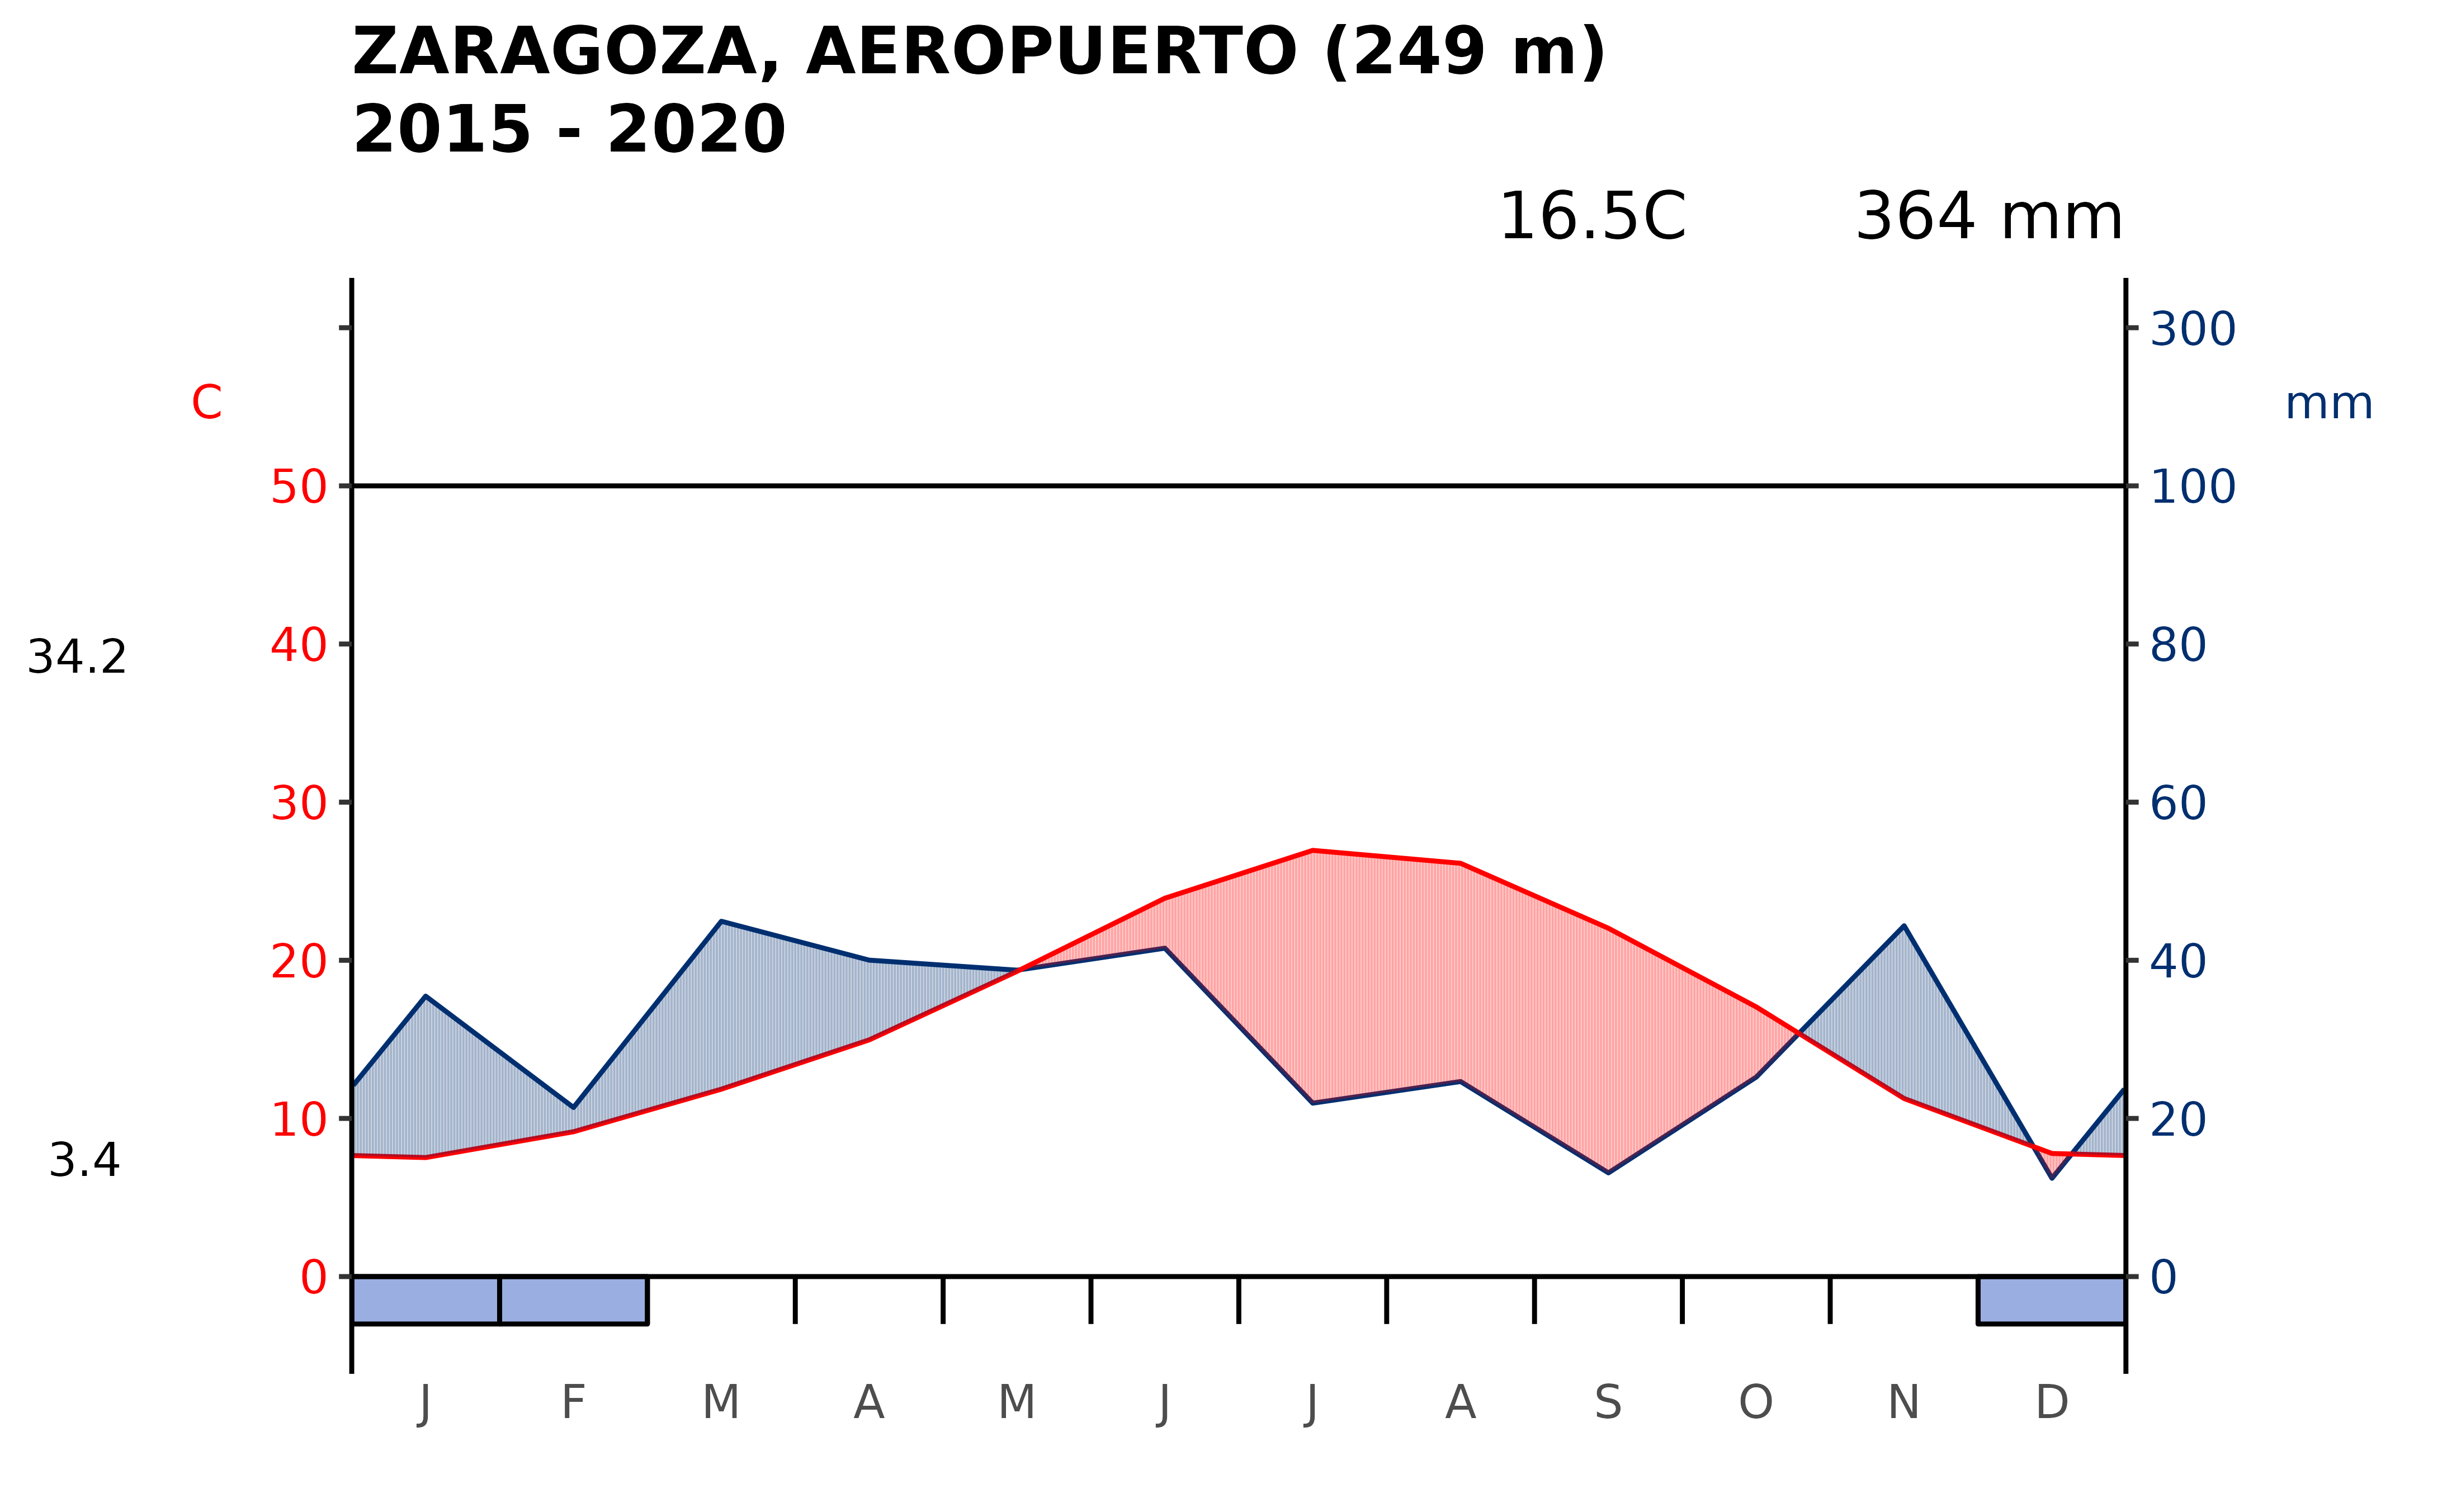 ZARAGOZA, AEROPUERTO (249 m)
2015 - 2020
16.5C 364 mm
300
C mm
50 100
34.2 40 80
30 60
20 40
3.4 10 20
0 0
J F M A M J J A S O N D